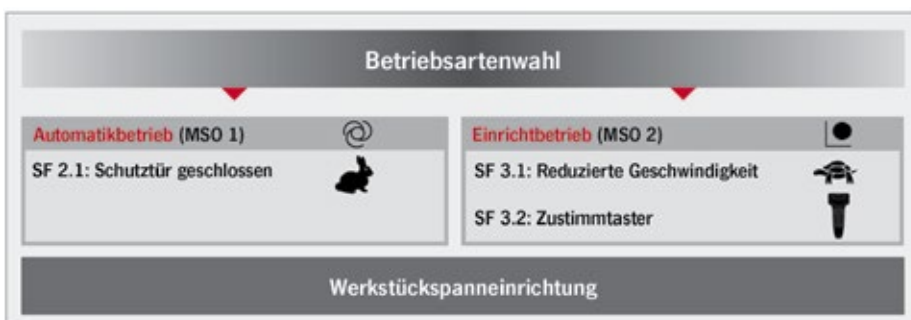 Betriebsartenwahl
Automatikbetrieb (MSO 1)
SF 2.1: Schutztür geschlossen
Einrichtbetrieb (MSO 2)
SF 3.1: Reduzierte Geschwindigkeit
SF 3.2: Zustimmtaster
Werkstückspanneinrichtung